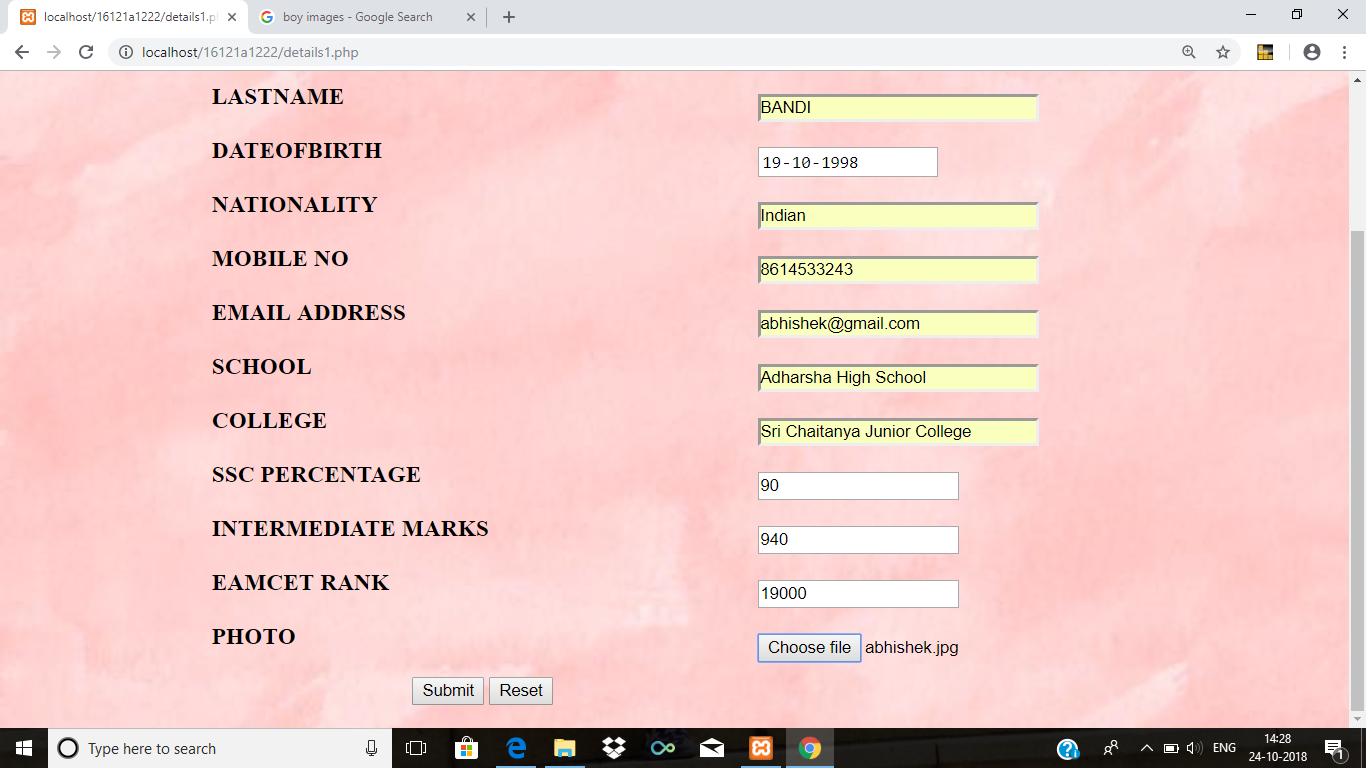 localhost/16121a1222/details1.p
boy images - Google Search
localhost/16121a1222/details1.php
LASTNAME BANDI
DATEOFBIRTH 19-10-1998
NATIONALITY Indian
MOBILE NO 8614533243
EMAIL ADDRESS abhishek@gmail.com
SCHOOL Adharsha High School
COLLEGE Sri Chaitanya Junior College
SSC PERCENTAGE 90
INTERMEDIATE MARKS 940
EAMCET RANK 19000
PHOTO Choose file abhishek.jpg
Submit Reset
Type here to search
ENG
14:28
24-10-2018
1